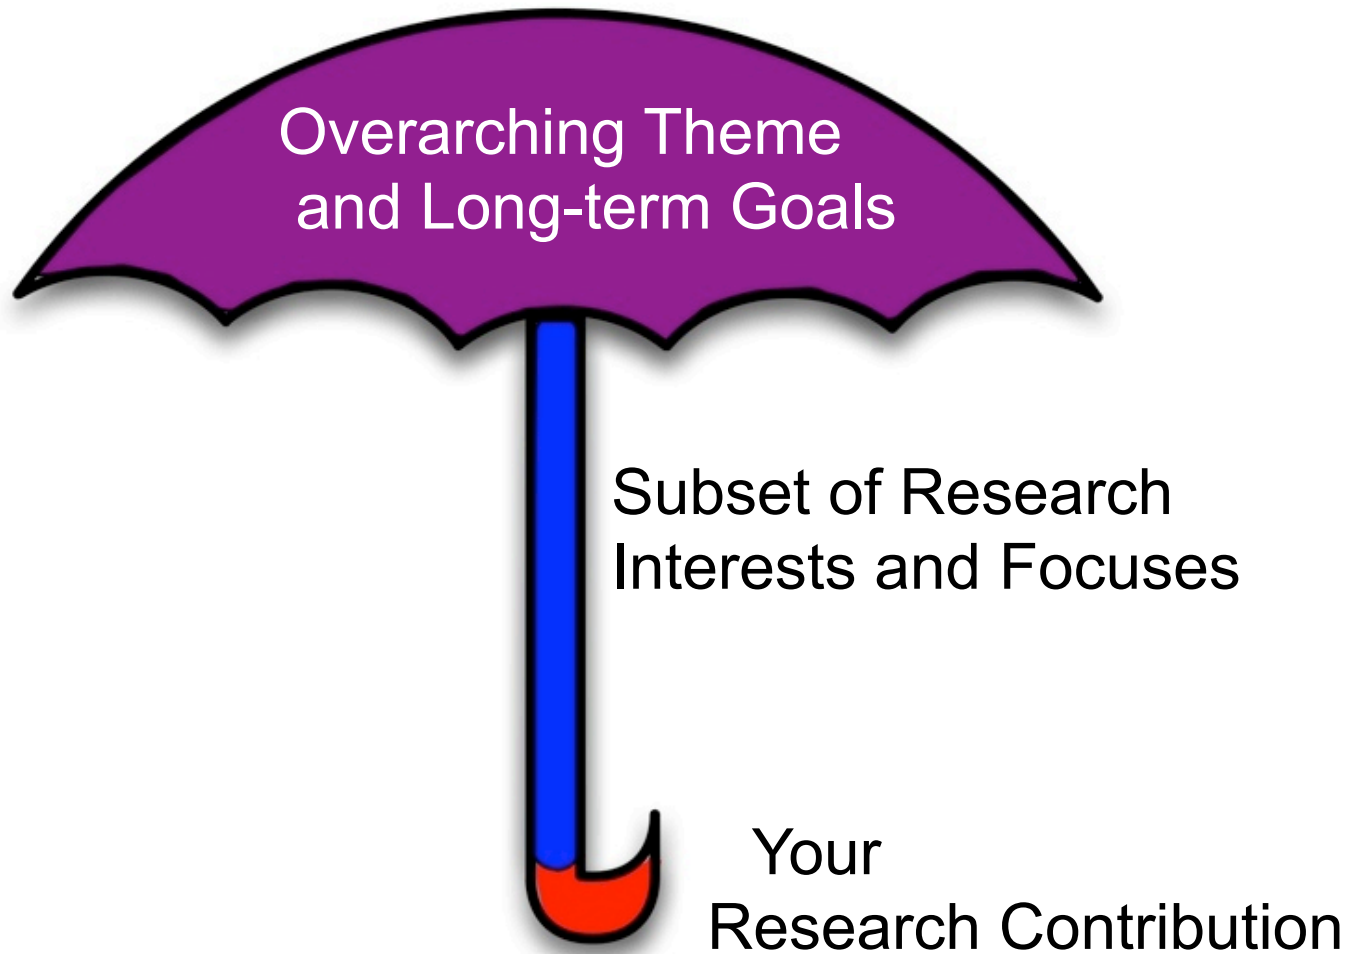 Overarching Theme
and Long-term Goals
Subset of Research
Interests and Focuses
Your
Research Contribution